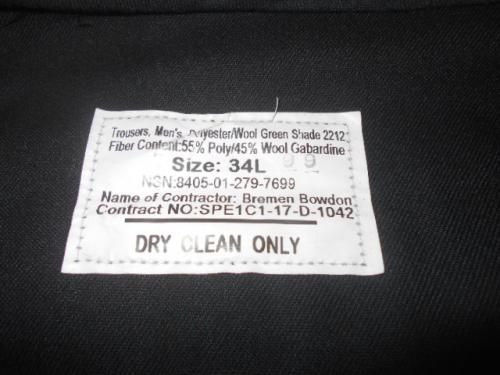 Trousers, Men's, Polyester/Wool Green Shade 2212
Fiber Content:55% Poly/45% Wool Gabardine
Size: 34L 99
NSN:8405-01-279-7699
Name of Contractor: Bremen Bowdon
Contract NO:SPE1C1-17-D-1042
DRY CLEAN ONLY